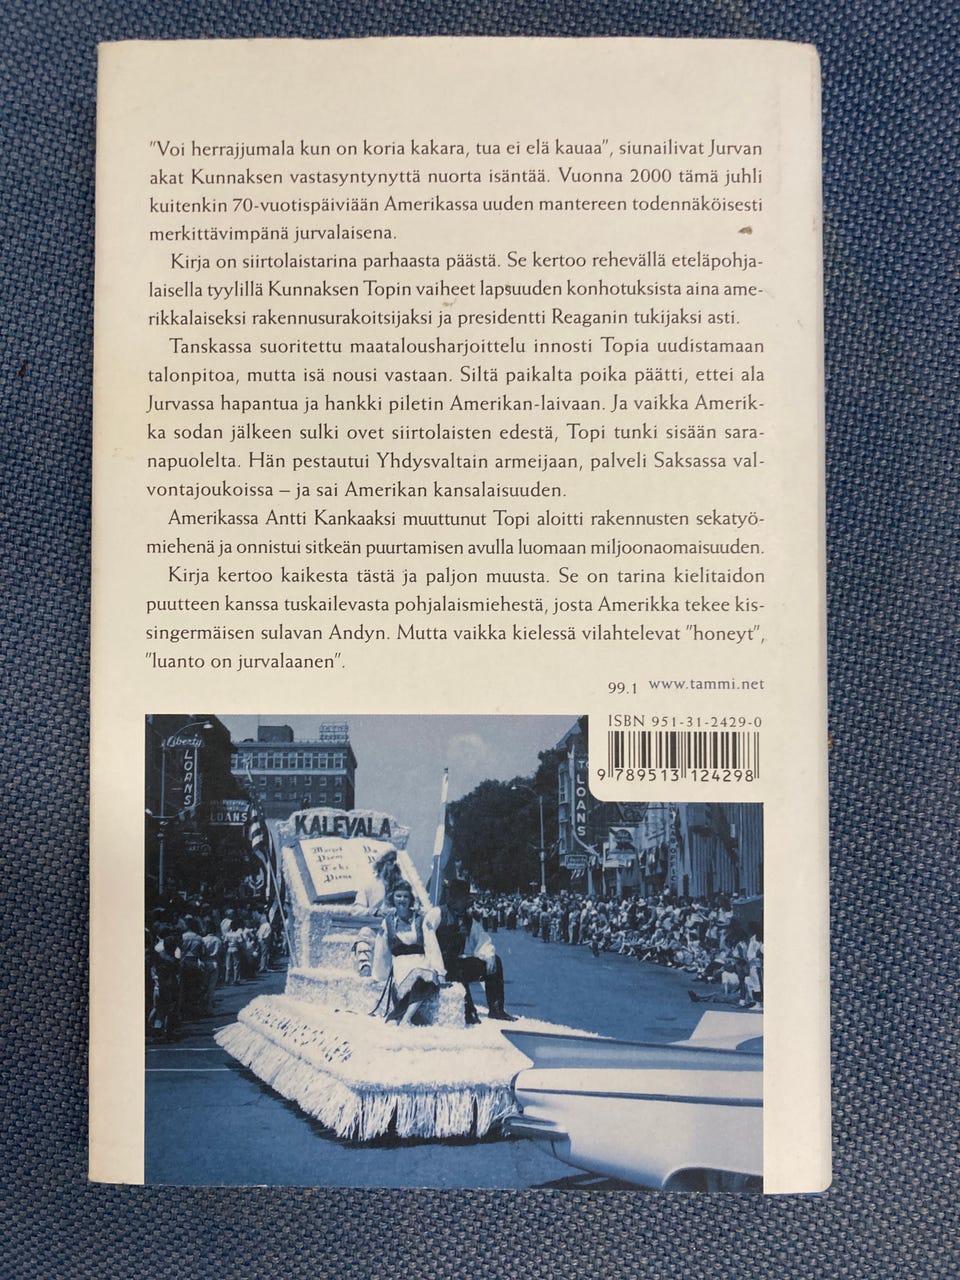 "Voi herrajjumala kun on koria kakara, tua ei elä kauaa", siunailivat Jurvan
akat Kunnaksen vastasyntynyttä nuorta isäntää. Vuonna 2000 tämä juhli
kuitenkin 70-vuotispäiviään Amerikassa uuden mantereen todennäköisesti
merkittävimpänä jurvalaisena.
Kirja on siirtolaistarina parhaasta päästä. Se kertoo rehevällä eteläpohja-
laisella tyylillä Kunnaksen Topin vaiheet lapsuuden konhotuksista aina ame-
rikkalaiseksi rakennusurakoitsijaksi ja presidentti Reaganin tukijaksi asti.
Tanskassa suoritettu maatalousharjoittelu innosti Topia uudistamaan
talonpitoa, mutta isä nousi vastaan. Siltä paikalta poika päätti, ettei ala
Jurvassa hapantua ja hankki piletin Amerikan-laivaan. Ja vaikka Amerik-
ka sodan jälkeen sulki ovet siirtolaisten edestä, Topi tunki sisään sara-
napuolelta. Hän pestautui Yhdysvaltain armeijaan, palveli Saksassa val-
vontajoukoissa – ja sai Amerikan kansalaisuuden.
Amerikassa Antti Kankaaksi muuttunut Topi aloitti rakennusten sekatyö-
miehenä ja onnistui sitkeän puurtamisen avulla luomaan miljoonaomaisuuden.
Kirja kertoo kaikesta tästä ja paljon muusta. Se on tarina kielitaidon
puutteen kanssa tuskailevasta pohjalaismiehestä, josta Amerikka tekee kis-
singermäisen sulavan Andyn. Mutta vaikka kielessä vilahtelevat "honeyt",
"luanto on jurvalaanen".
99.1 www.tammi.net
ISBN 951-31-2429-0
9 789513 124298
Liberty
LOANS
LOANS
KALEVALA
LOANS